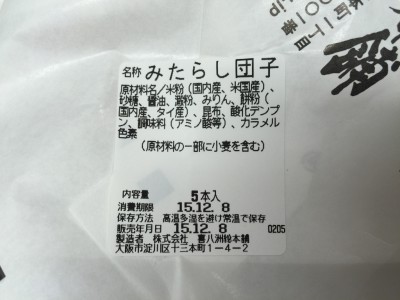 名称 みたらし団子
原材料名／米粉（国内産、米国産）、
砂糖、醤油、澱粉、みりん、餅粉（
国内産、タイ産）、昆布、酸化デンプ
ン、調味料（アミノ酸等）、カラメル
色素
（原材料の一部に小麦を含む）
内容量 5本入
消費期限 15.12. 8
保存方法 高温多湿を避け常温で保存
販売年月日 15.12. 8 0205
製造者 株式会社 喜八洲総本舗
大阪市淀川区十三本町1-4-2
本町一丁目